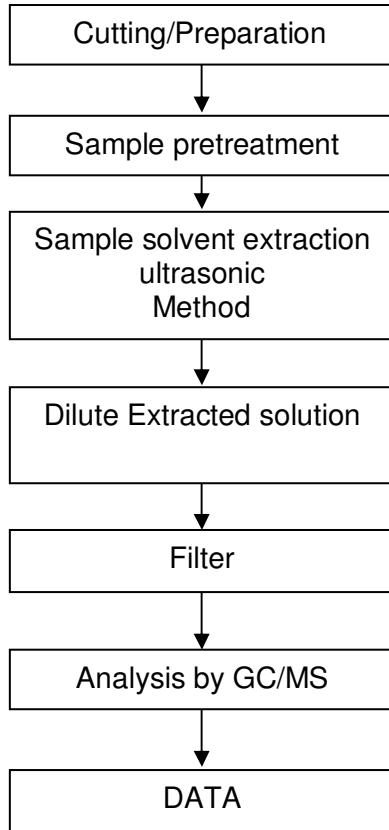 Cutting/Preparation
Sample pretreatment
Sample solvent extraction
ultrasonic
Method
Dilute Extracted solution
Filter
Analysis by GC/MS
DATA